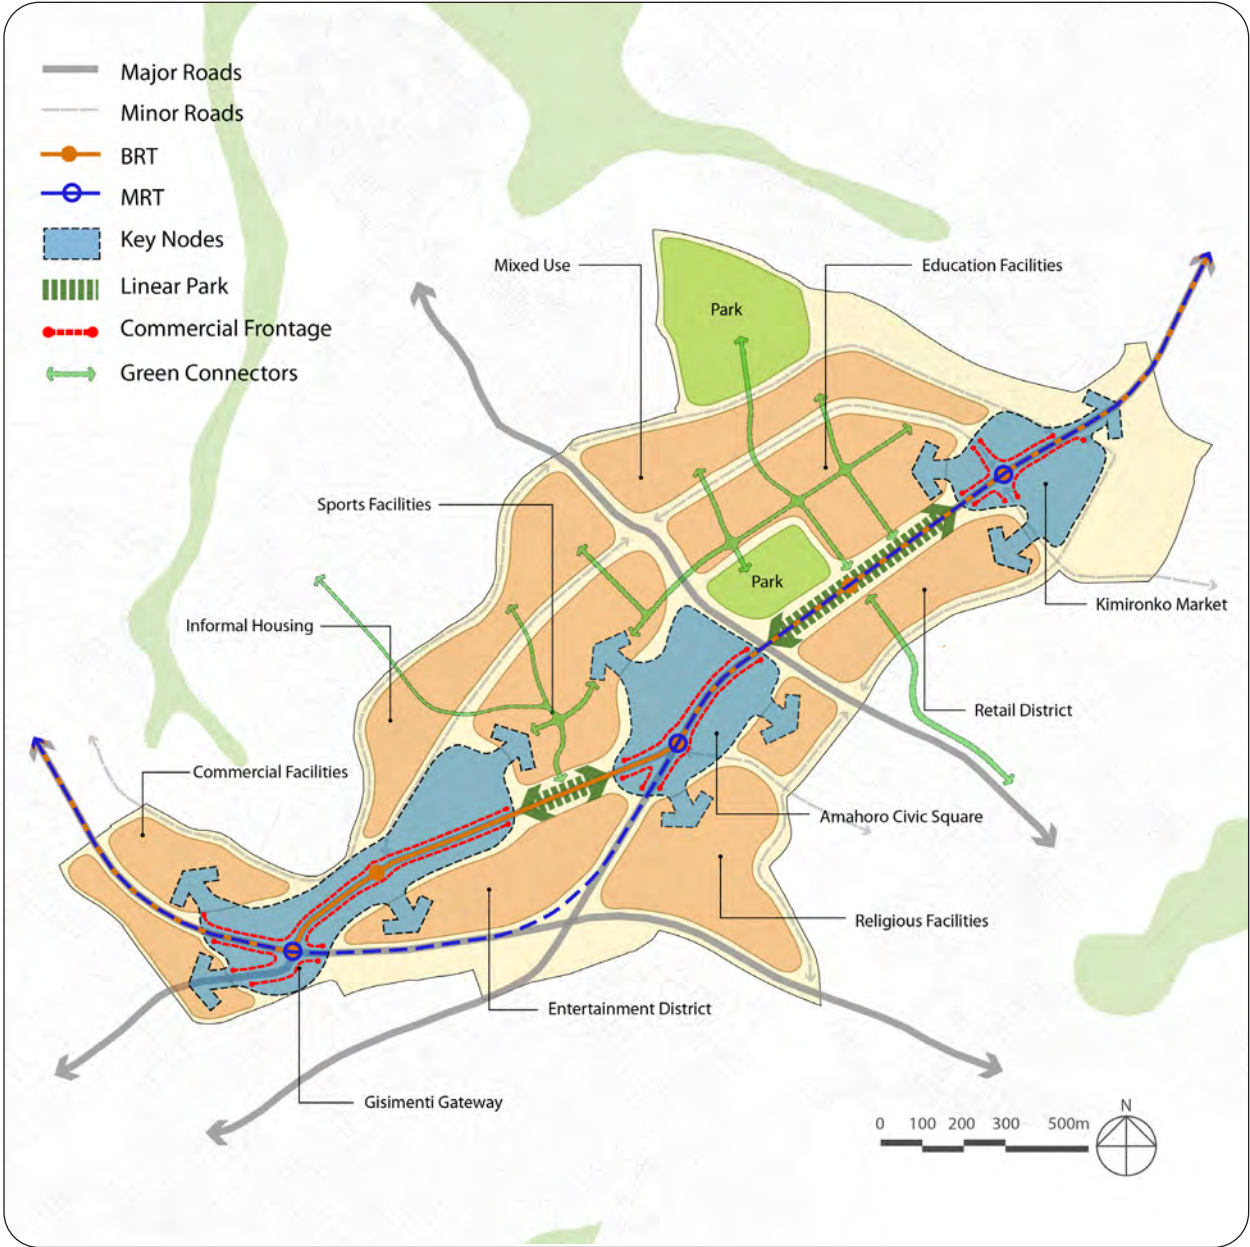 Major Roads
Minor Roads
BRT
MRT
Key Nodes
Linear Park
Commercial Frontage
Green Connectors
Mixed Use
Education Facilities
Park
Sports Facilities
Park
Kimironko Market
Informal Housing
Retail District
Commercial Facilities
Amahoro Civic Square
Religious Facilities
Entertainment District
Gisimenti Gateway
N
0 100 200 300 500m